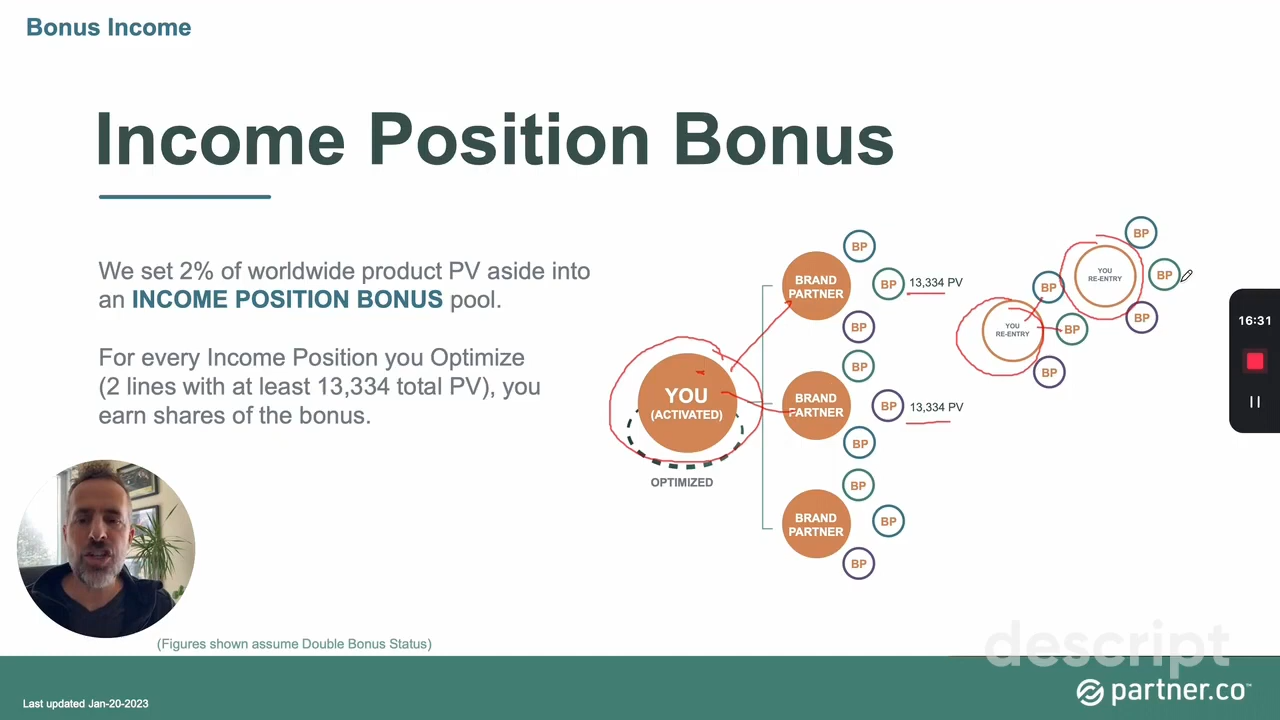 Bonus Income
Income Position Bonus
We set 2% of worldwide product PV aside into
an INCOME POSITION BONUS pool.
For every Income Position you Optimize
(2 lines with at least 13,334 total PV), you
earn shares of the bonus.
YOU
(ACTIVATED)
OPTIMIZED
BRAND
PARTNER
BP
BP
13,334 PV
BP
BRAND
PARTNER
BP
BP
13,334 PV
BP
BRAND
PARTNER
BP
BP
BP
YOU
RE-ENTRY
BP
BP
BP
YOU
RE-ENTRY
BP
BP
BP
16:31
(Figures shown assume Double Bonus Status)
descript
Last updated Jan-20-2023
partner.co™